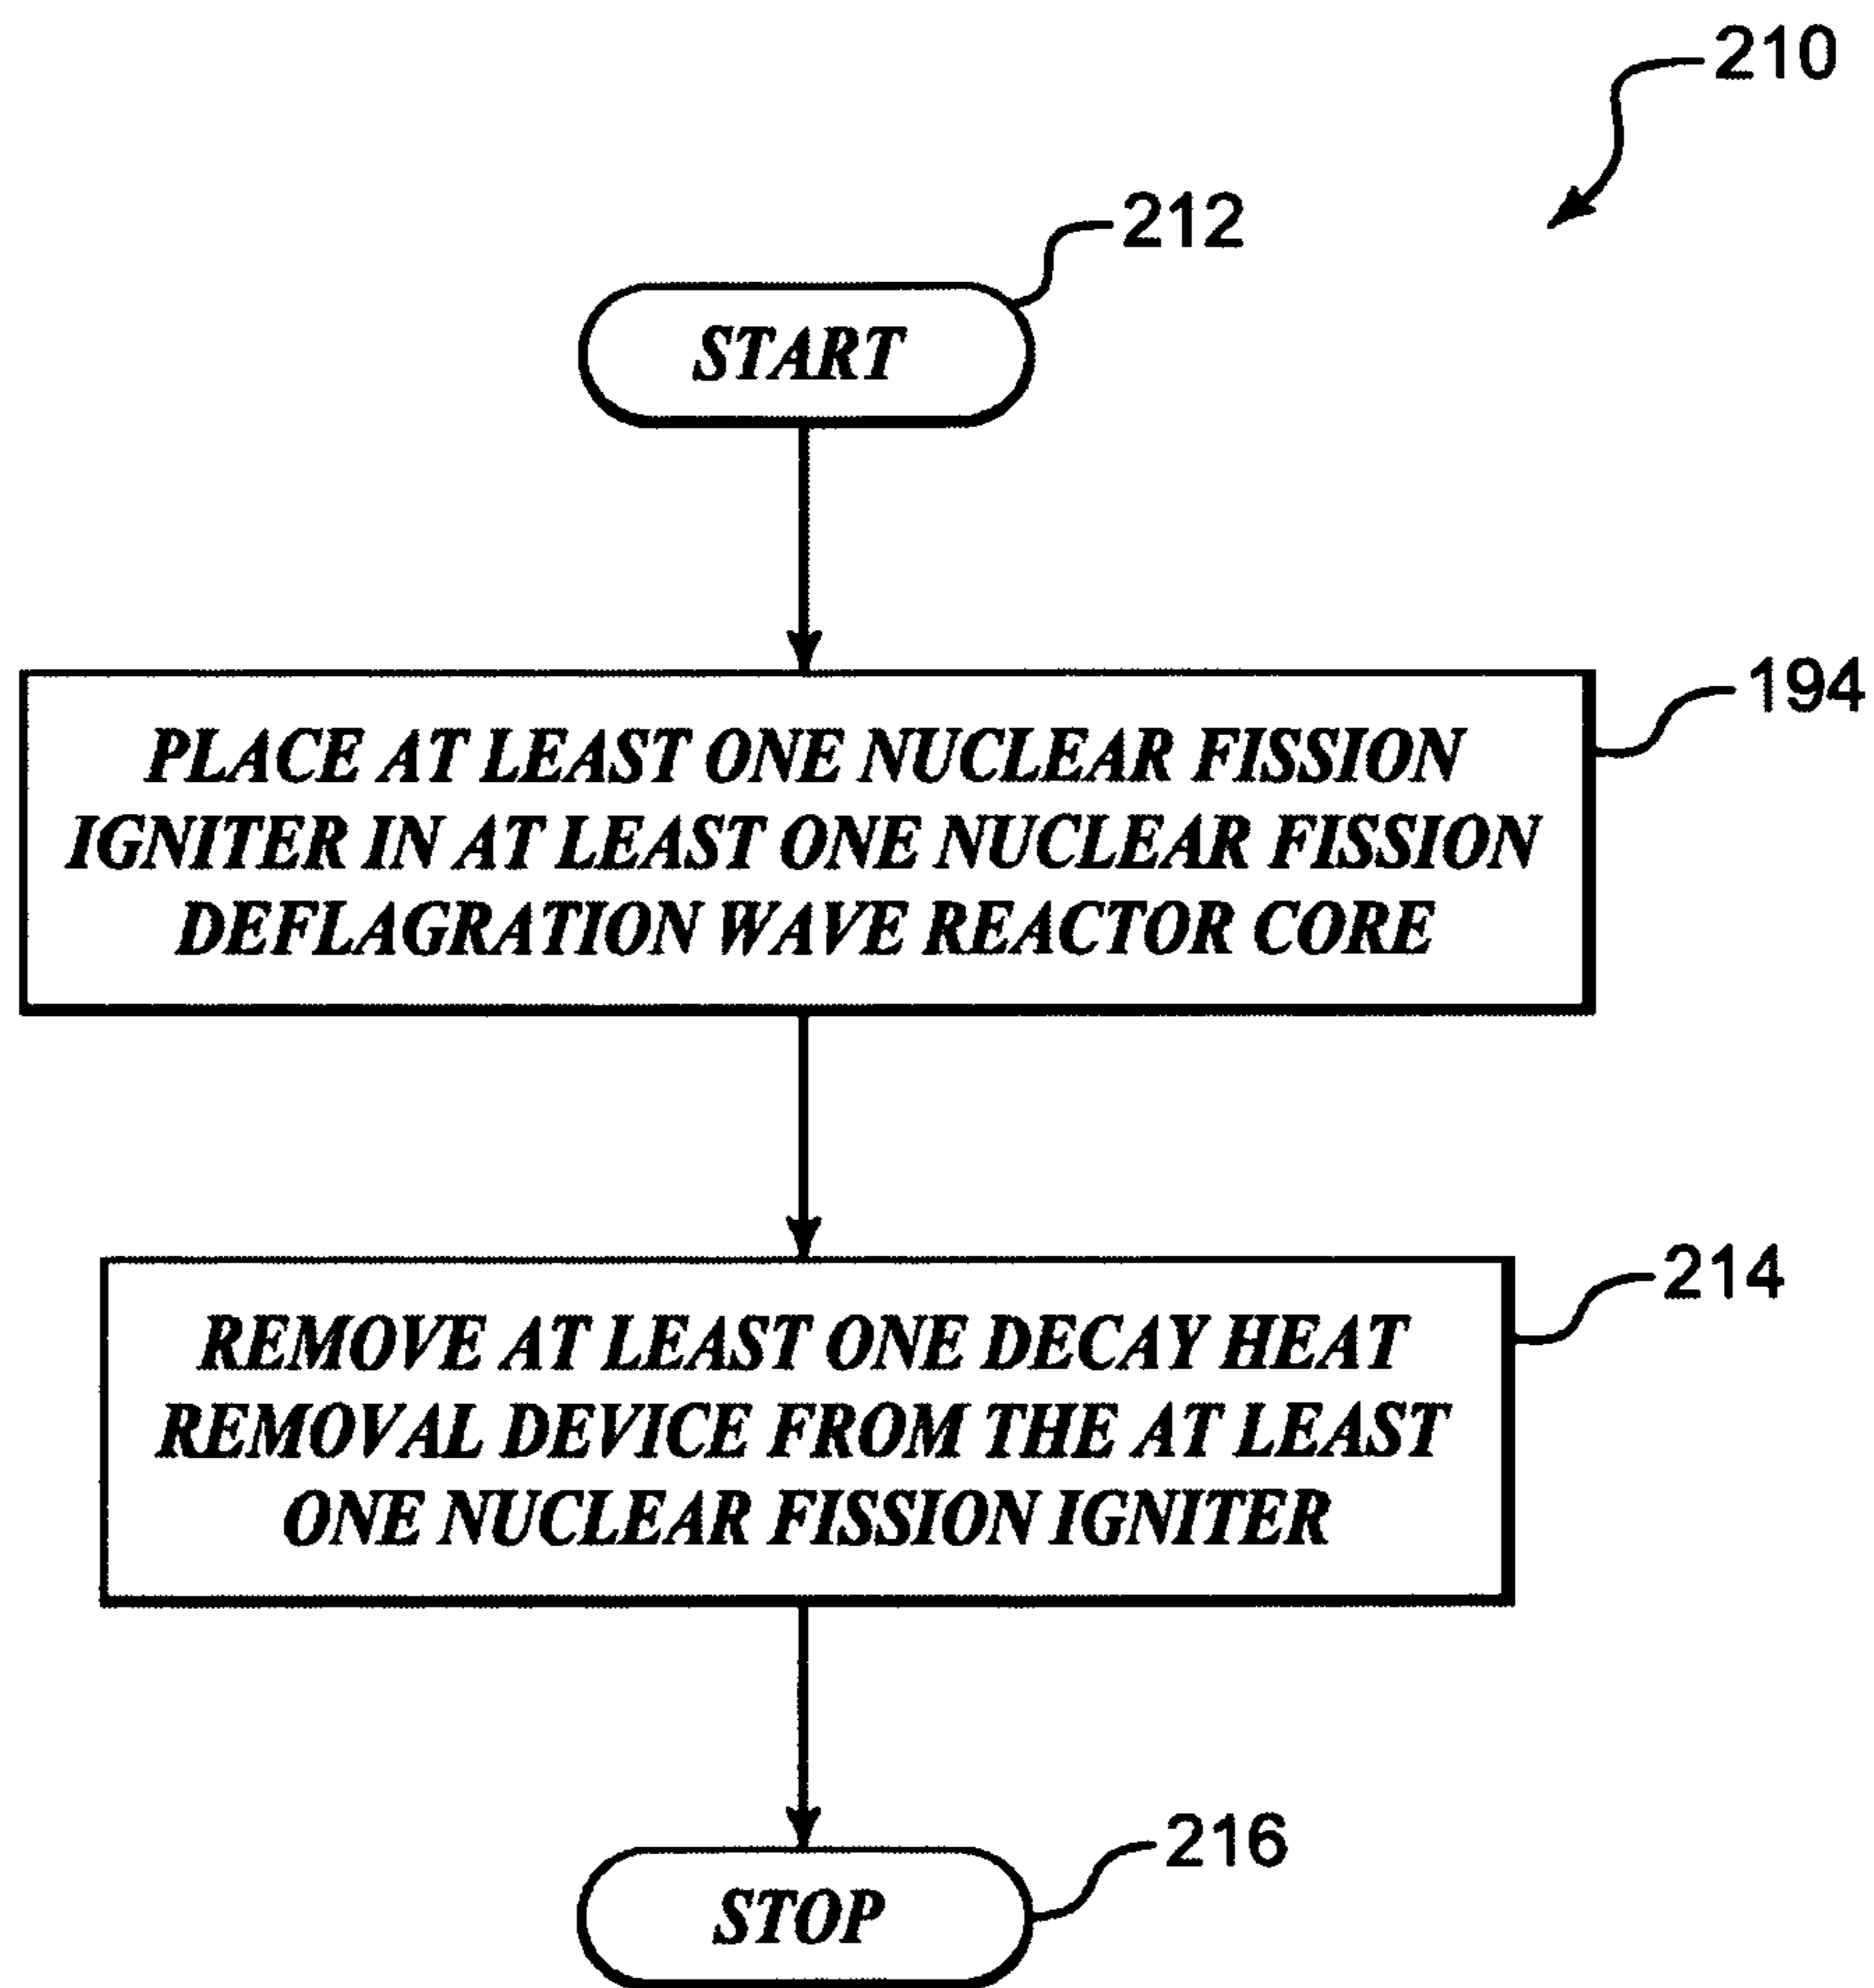 210
212
START
194
PLACE AT LEAST ONE NUCLEAR FISSION
IGNITER IN AT LEAST ONE NUCLEAR FISSION
DEFLAGRATION WAVE REACTOR CORE
214
REMOVE AT LEAST ONE DECAY HEAT
REMOVAL DEVICE FROM THE AT LEAST
ONE NUCLEAR FISSION IGNITER
216
STOP